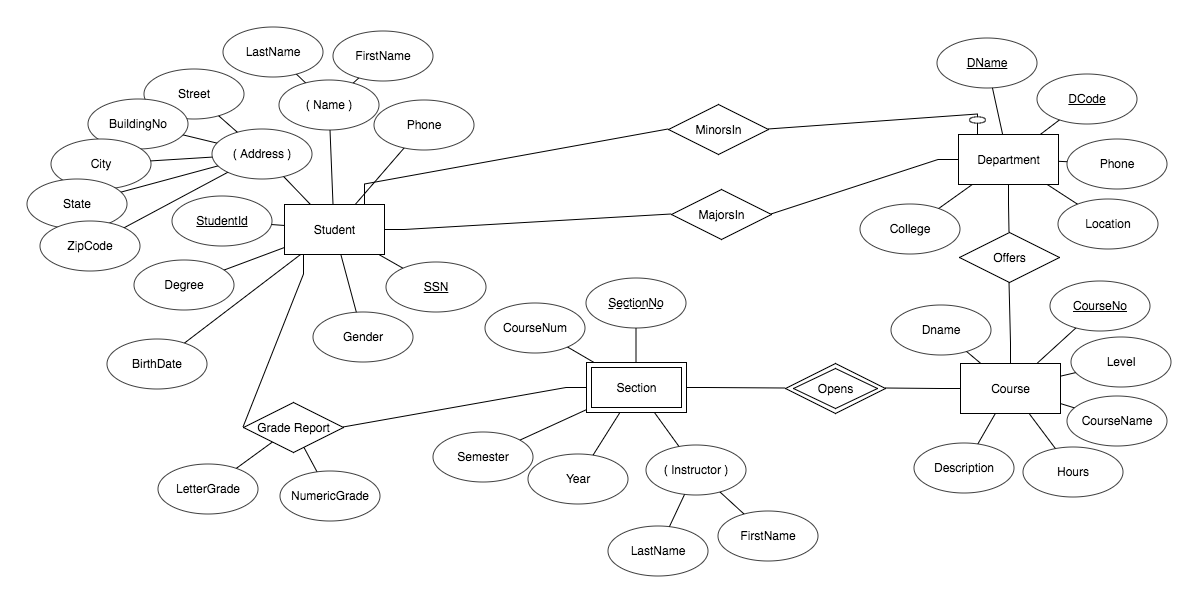 LastName
FirstName
DName
Street
DCode
( Name )
BuildingNo
Phone
MinorsIn
( Address )
City
Department
Phone
State
StudentId
MajorsIn
Location
Student
College
ZipCode
Offers
Degree
SSN
SectionNo
CourseNo
CourseNum
Dname
Gender
BirthDate
Level
Section
Opens
Course
CourseName
Grade Report
Semester
( Instructor )
Description
Hours
Year
LetterGrade
NumericGrade
FirstName
LastName